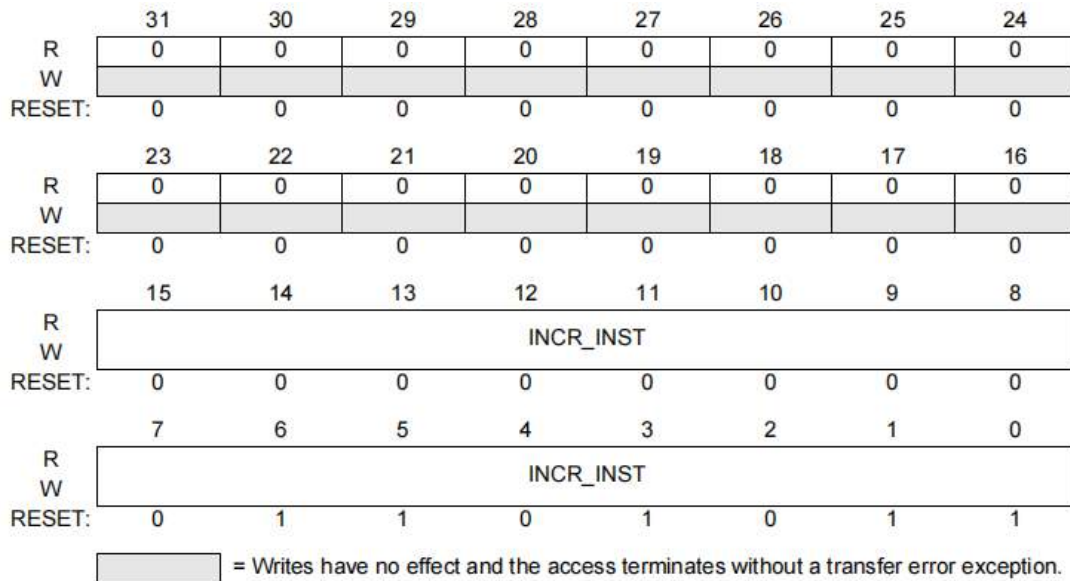 31 30 29 28 27 26 25 24
R 0 0 0 0 0 0 0 0
W
RESET: 0 0 0 0 0 0 0 0
23 22 21 20 19 18 17 16
R 0 0 0 0 0 0 0 0
W
RESET: 0 0 0 0 0 0 0 0
15 14 13 12 11 10 9 8
R
INCR_INST
W
RESET: 0 0 0 0 0 0 0 0
7 6 5 4 3 2 1 0
R
INCR_INST
W
RESET: 0 1 1 0 1 0 1 1
= Writes have no effect and the access terminates without a transfer error exception.